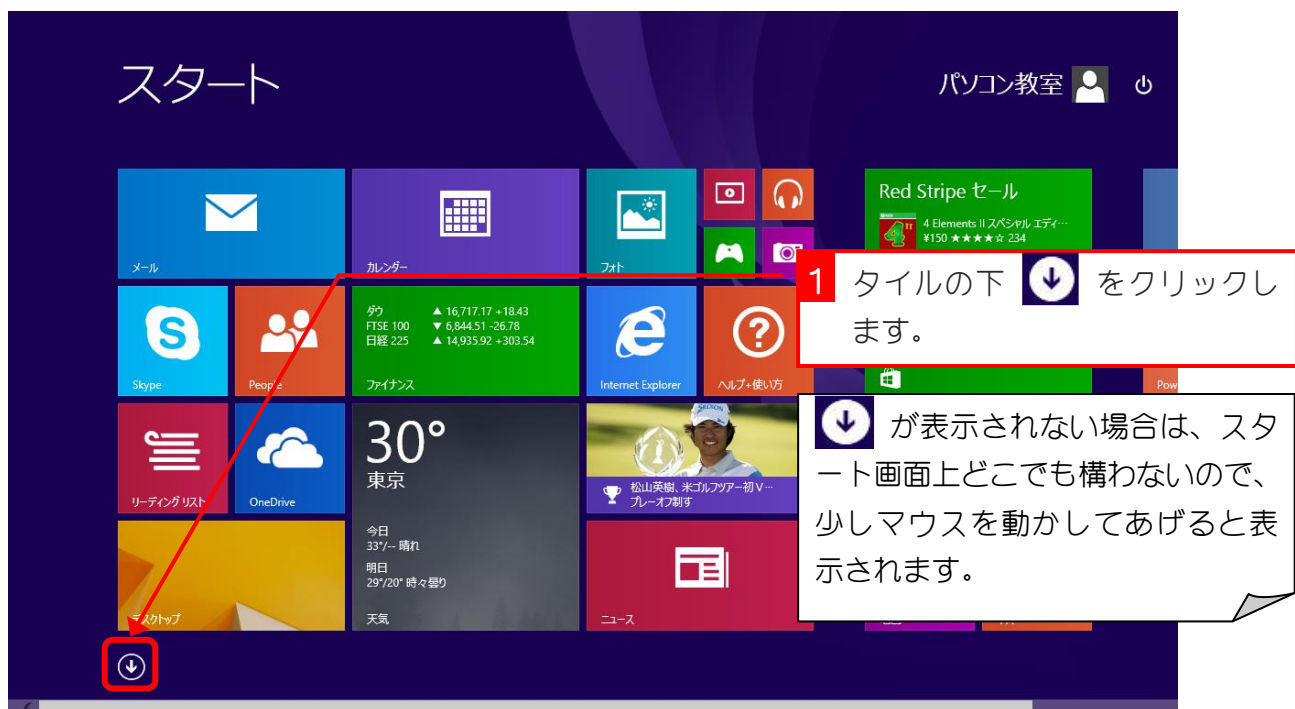 スタート
パソコン教室
メール
カレンダー
フォト
Red Stripe セール
4 Elements II スペシャル エディ…
¥150 ★★★★☆ 234
1 タイルの下 をクリックし
ます。
Skype
People
ダウ ▲ 16,717.17 +18.43
FTSE 100 ▼ 6,844.51 -26.78
日経 225 ▲ 14,935.92 +303.54
ファイナンス
Internet Explorer
ヘルプ+使い方
Pow
が表示されない場合は、スタ
ート画面上どこでも構わないので、
少しマウスを動かしてあげると表
示されます。
リーディング リスト
OneDrive
30°
東京
今日
33°/-- 晴れ
明日
29°/20° 時々曇り
天気
SRIXON
松山英樹、米ゴルフツアー初 V…
プレーオフ制す
デスクトップ
ニュース